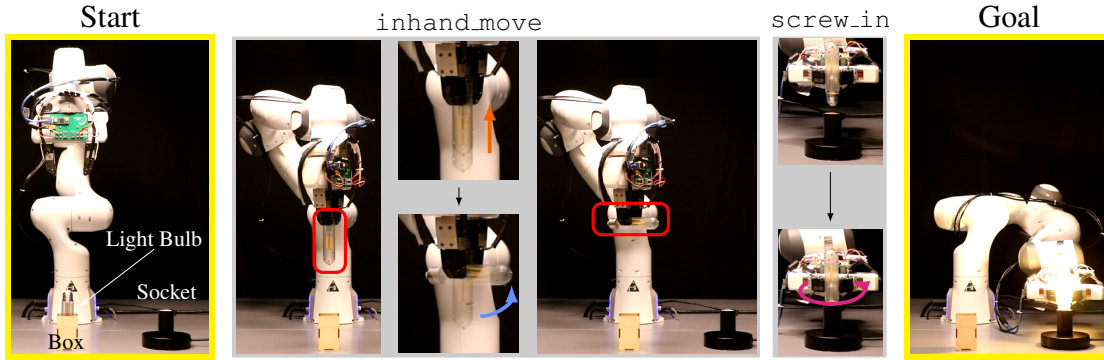 Start
inhand_move
screw_in
Goal
Light Bulb
Socket
Box